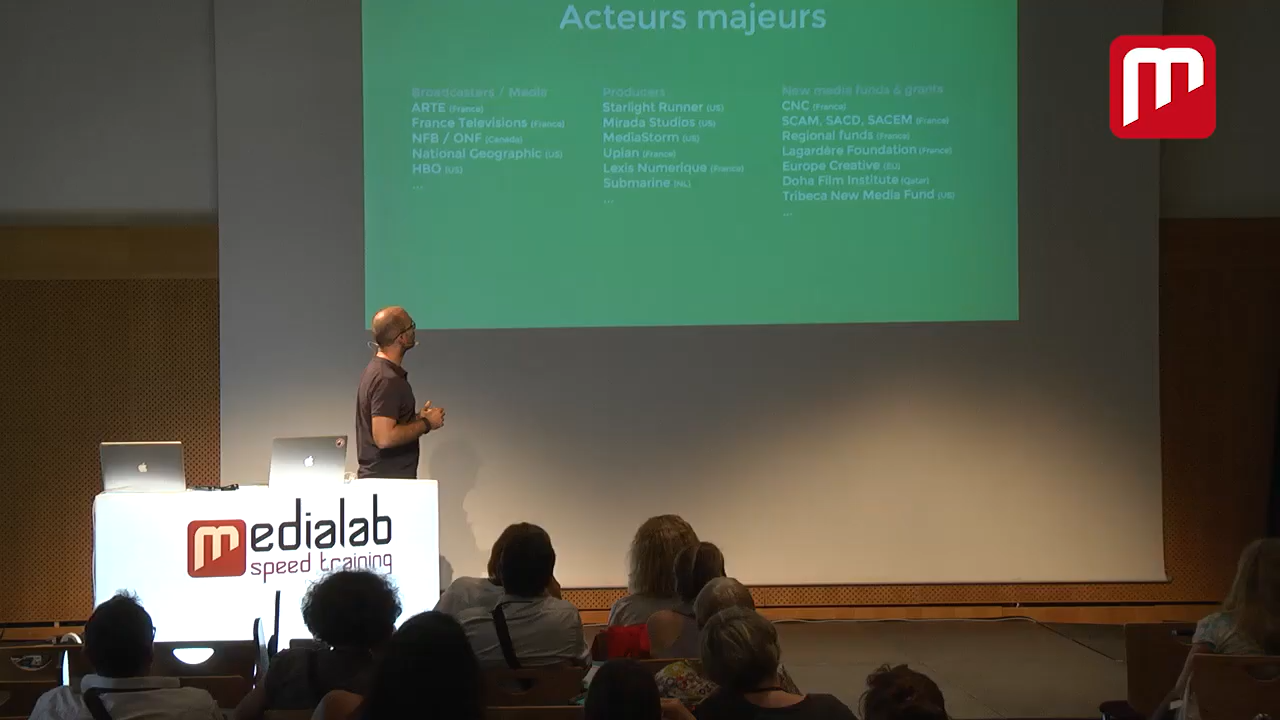 Acteurs majeurs
Broadcasters / Media
ARTE (France)
France Televisions (France)
NFB / ONF (Canada)
National Geographic (US)
HBO (US)
...
Producers
Starlight Runner (US)
Mirada Studios (US)
MediaStorm (US)
Upian (France)
Lexis Numerique (France)
Submarine (NL)
...
New media funds & grants
CNC (France)
SCAM, SACD, SACEM (France)
Regional funds (France)
Lagardère Foundation (France)
Europe Creative (EU)
Doha Film Institute (Qatar)
Tribeca New Media Fund (US)
...
m
medialab
speed training